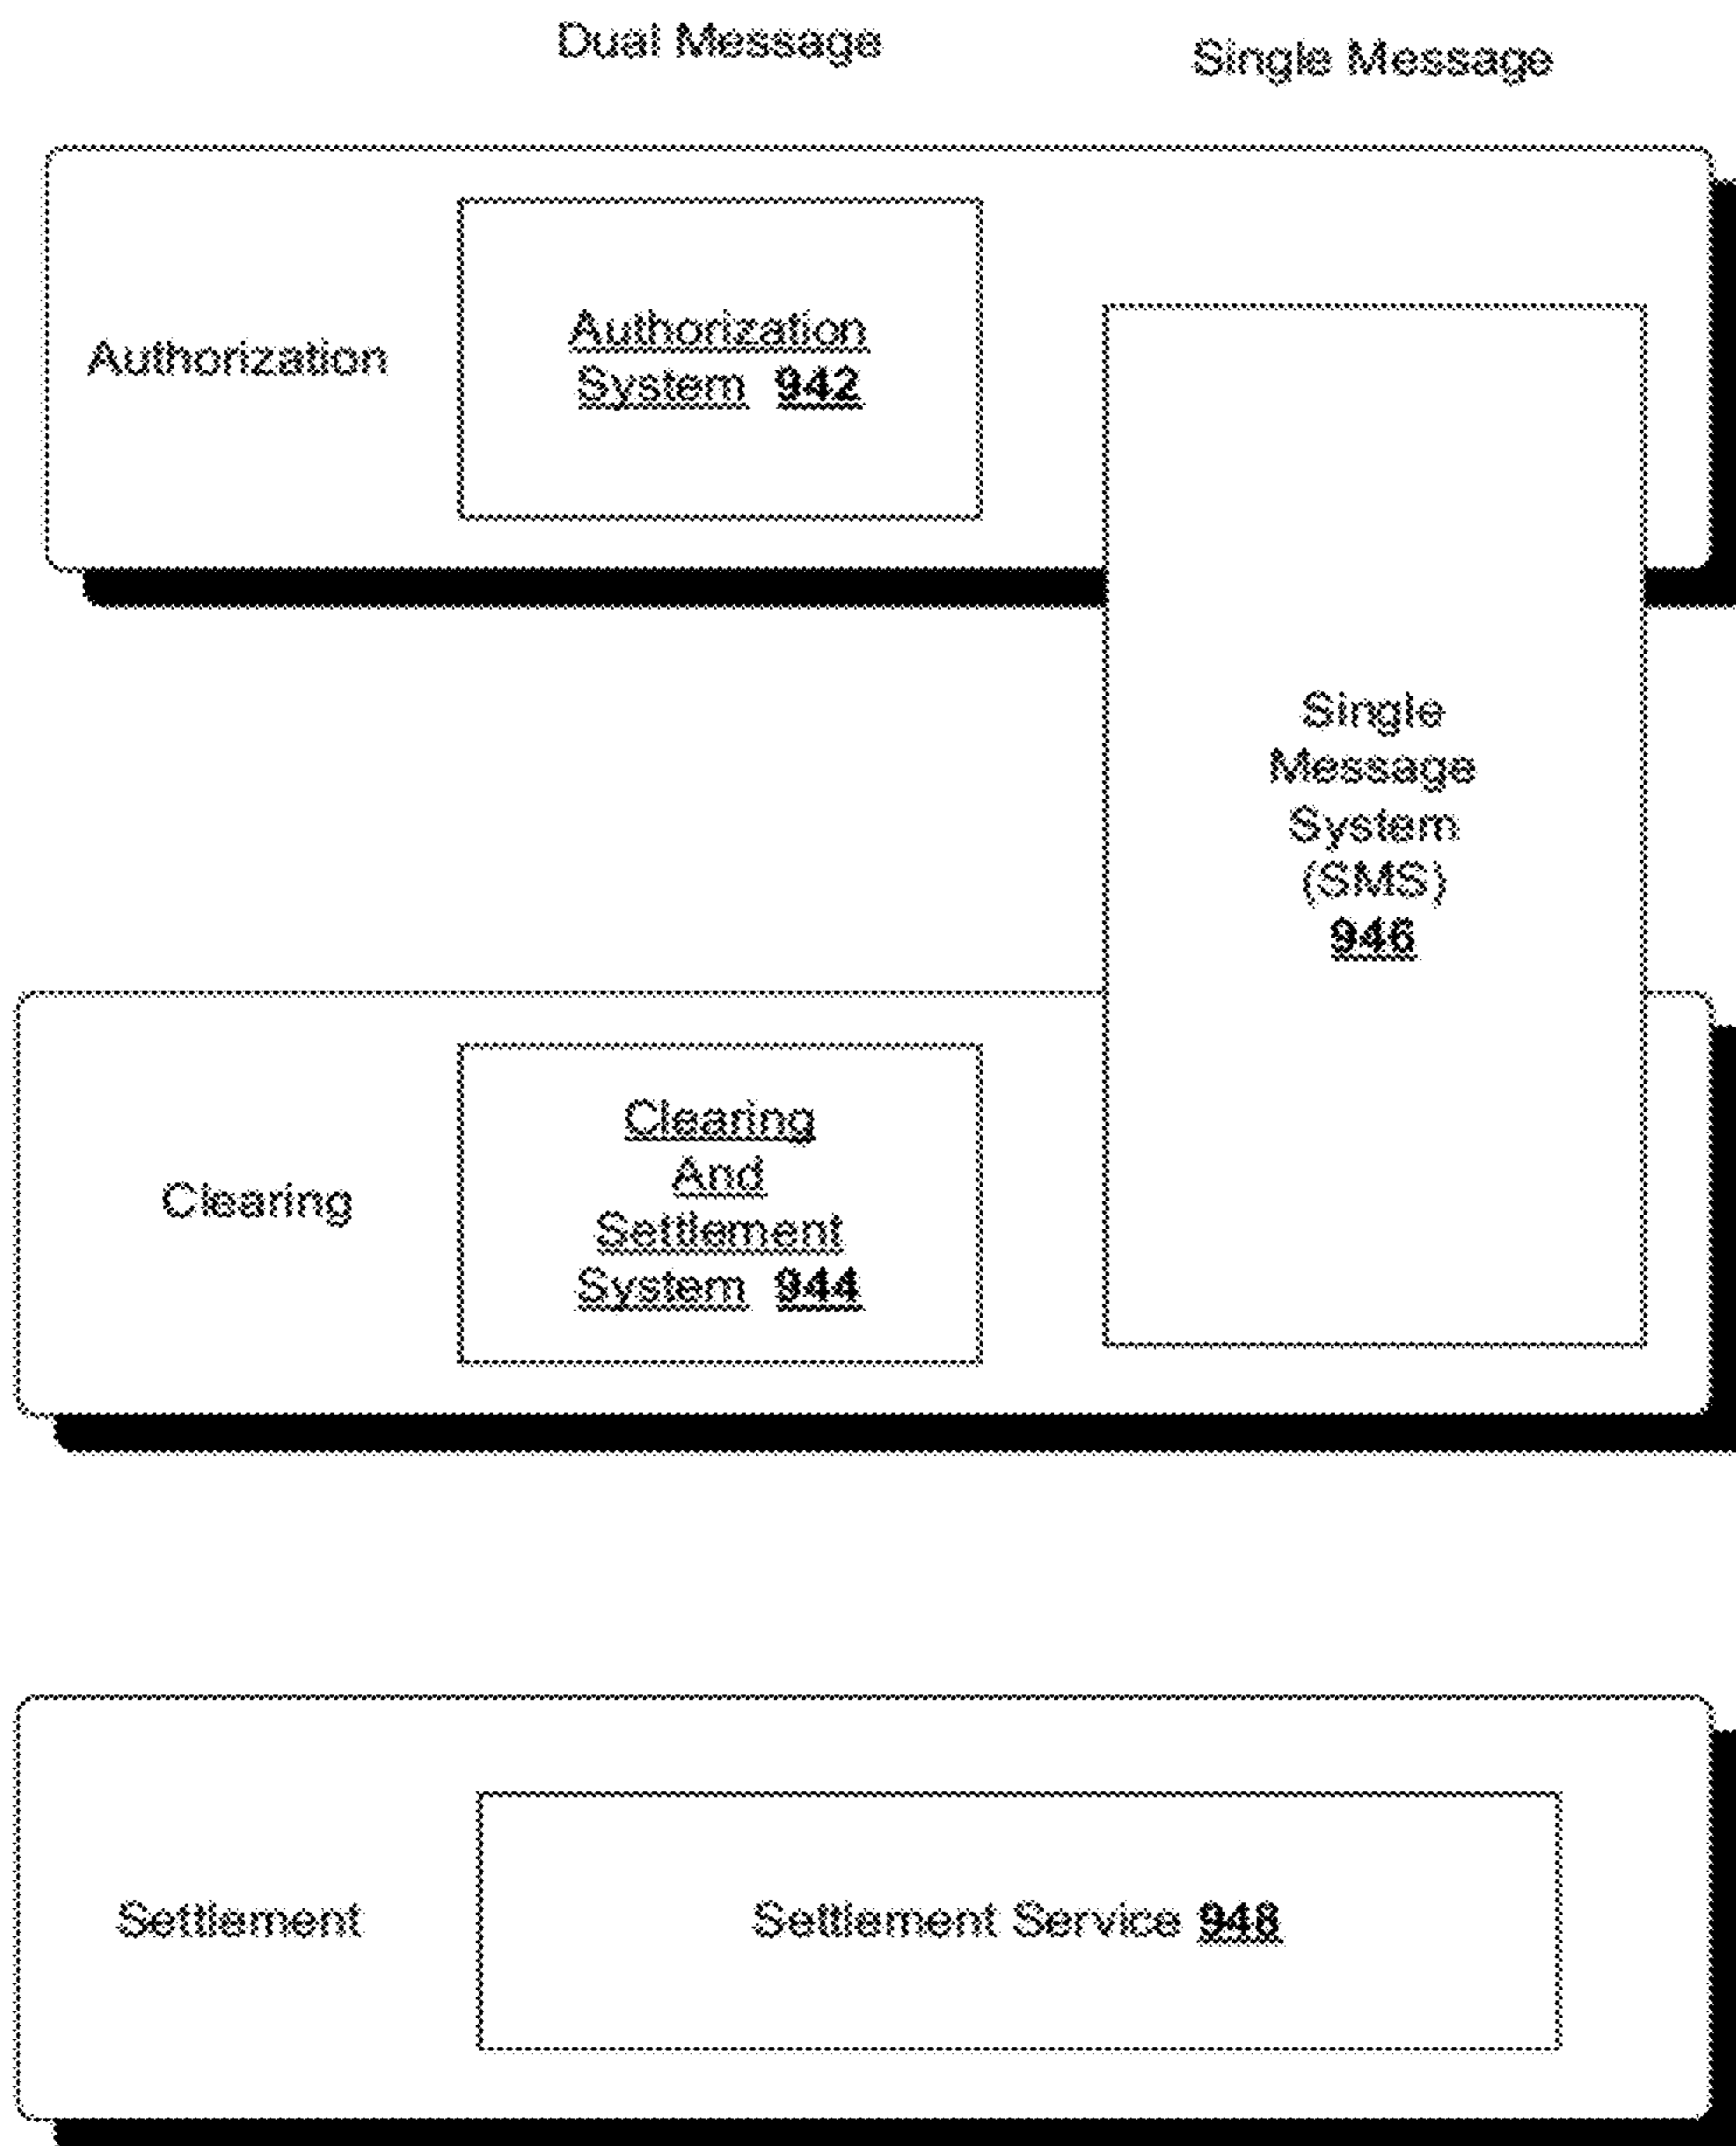 Dual Message
Single Message
Authorization
Authorization
System 942
Single
Message
System
(SMS)
946
Clearing
Clearing
And
Settlement
System 944
Settlement
Settlement Service 948